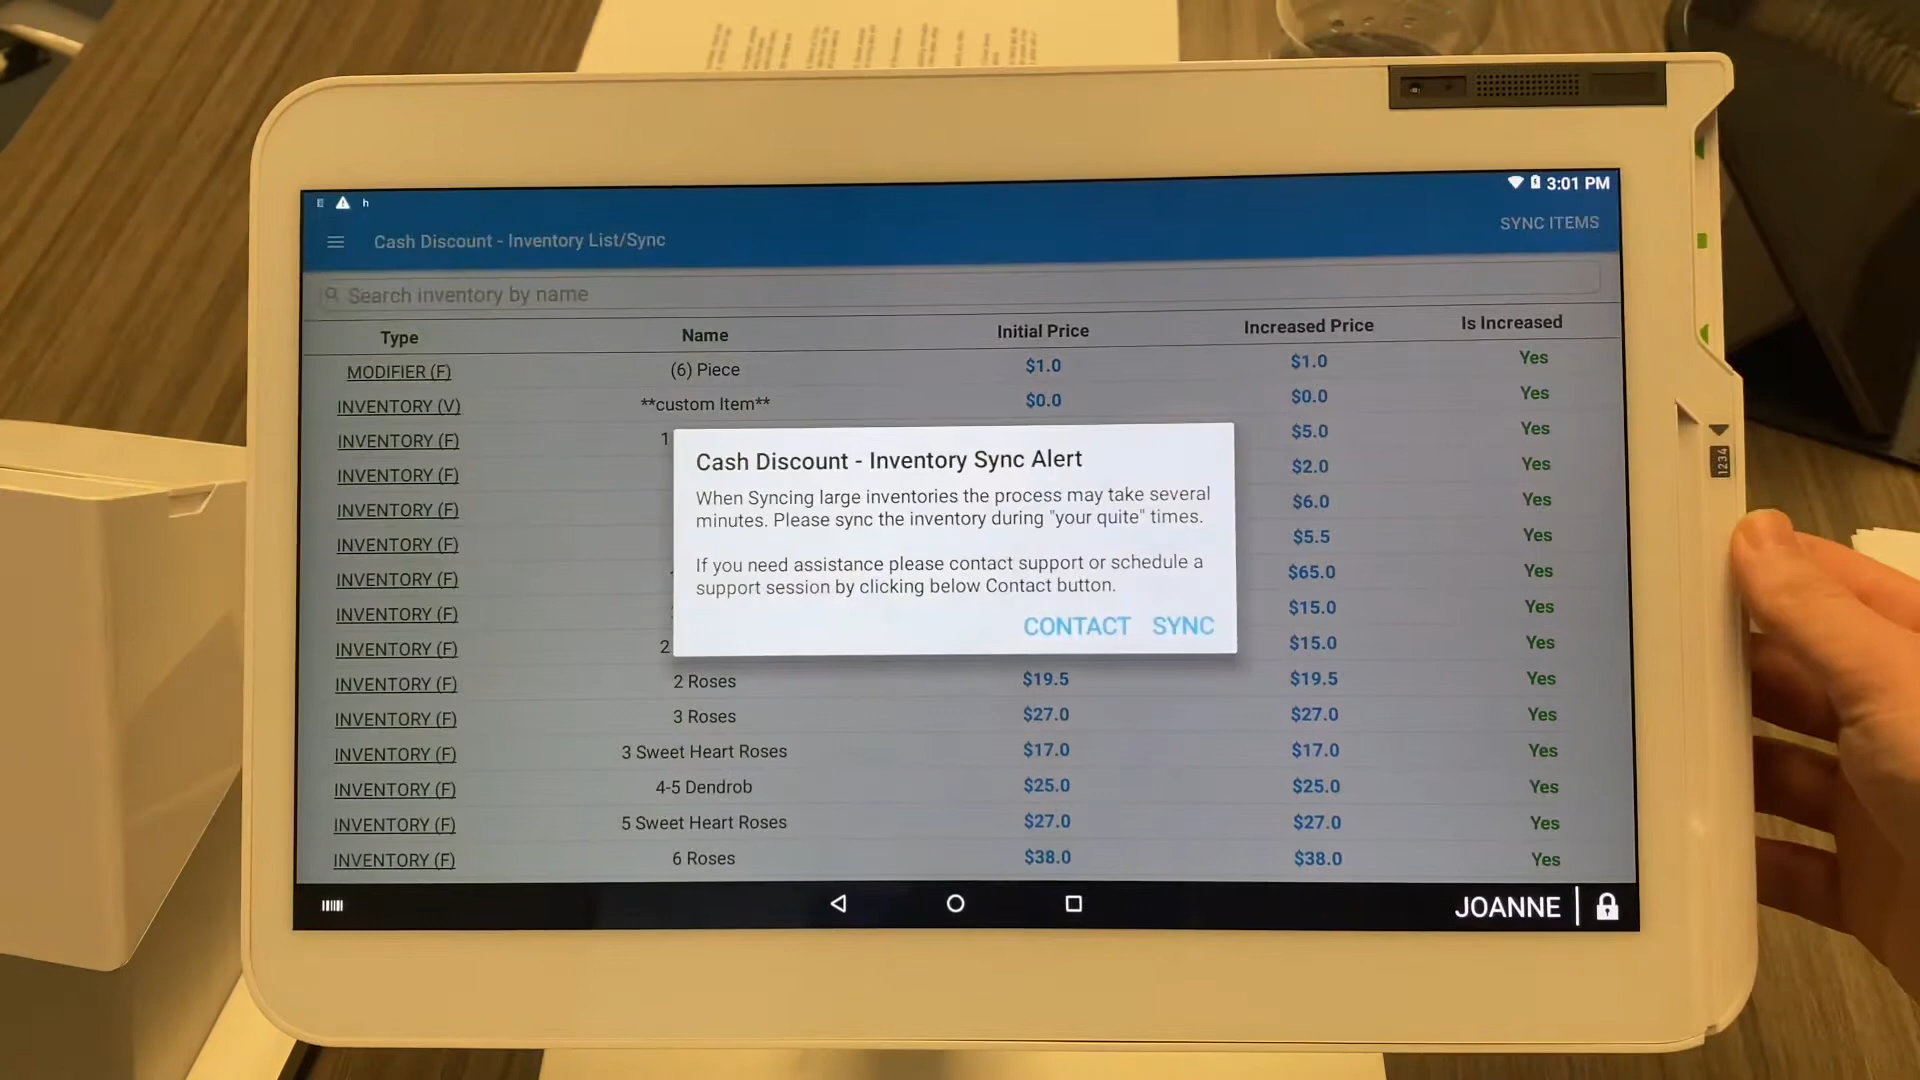 h
3:01 PM
Cash Discount - Inventory List/Sync
SYNC ITEMS
Search inventory by name
Type Name Initial Price Increased Price Is Increased
MODIFIER (F) (6) Piece $1.0 $1.0 Yes
INVENTORY (V) **custom Item** $0.0 $0.0 Yes
INVENTORY (F) 1 $5.0 Yes
INVENTORY (F) $2.0 Yes
INVENTORY (F) $6.0 Yes
INVENTORY (F) $5.5 Yes
INVENTORY (F) $65.0 Yes
INVENTORY (F) $15.0 Yes
INVENTORY (F) 2 $15.0 Yes
INVENTORY (F) 2 Roses $19.5 $19.5 Yes
INVENTORY (F) 3 Roses $27.0 $27.0 Yes
INVENTORY (F) 3 Sweet Heart Roses $17.0 $17.0 Yes
INVENTORY (F) 4-5 Dendrob $25.0 $25.0 Yes
INVENTORY (F) 5 Sweet Heart Roses $27.0 $27.0 Yes
INVENTORY (F) 6 Roses $38.0 $38.0 Yes
Cash Discount - Inventory Sync Alert
When Syncing large inventories the process may take several
minutes. Please sync the inventory during "your quite" times.
If you need assistance please contact support or schedule a
support session by clicking below Contact button.
CONTACT SYNC
JOANNE
1234